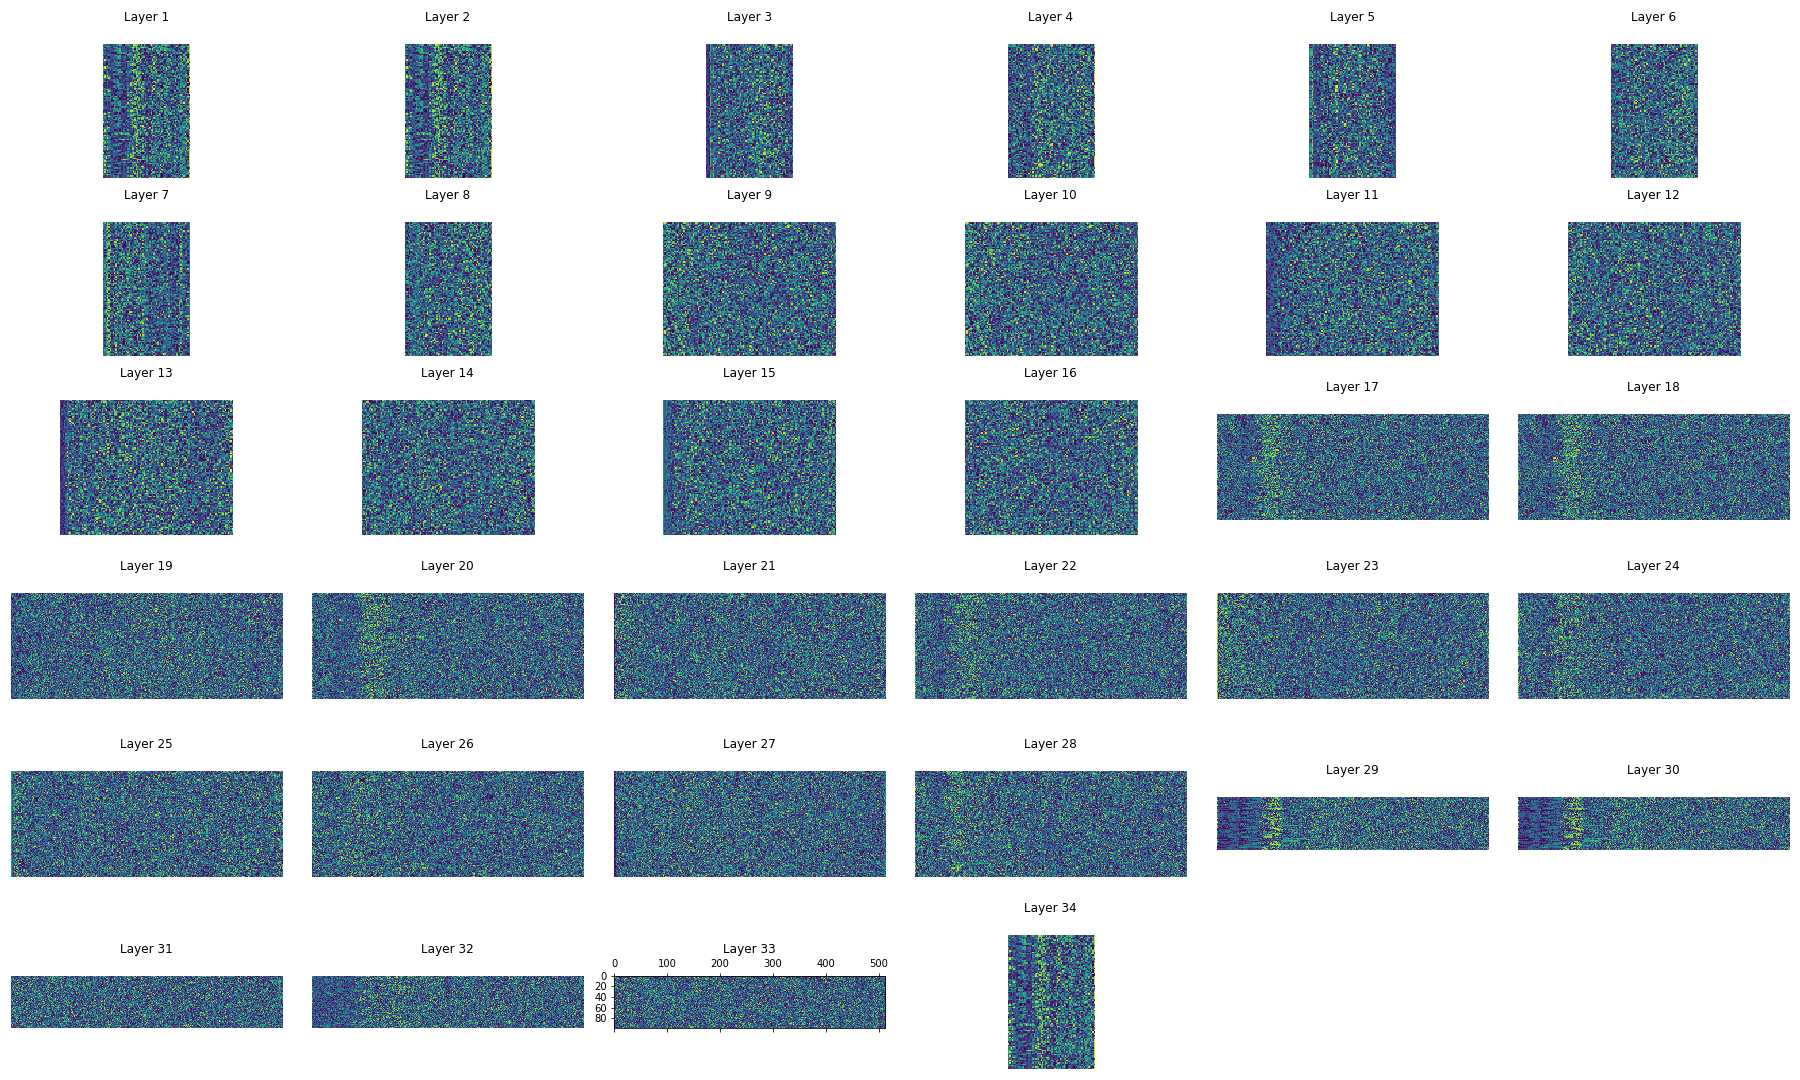 Layer 1 Layer 2 Layer 3 Layer 4 Layer 5 Layer 6
Layer 7 Layer 8 Layer 9 Layer 10 Layer 11 Layer 12
Layer 13 Layer 14 Layer 15 Layer 16 Layer 17 Layer 18
Layer 19 Layer 20 Layer 21 Layer 22 Layer 23 Layer 24
Layer 25 Layer 26 Layer 27 Layer 28 Layer 29 Layer 30
Layer 31 Layer 32 Layer 33 Layer 34
0 100 200 300 400 500
0
20
40
60
80